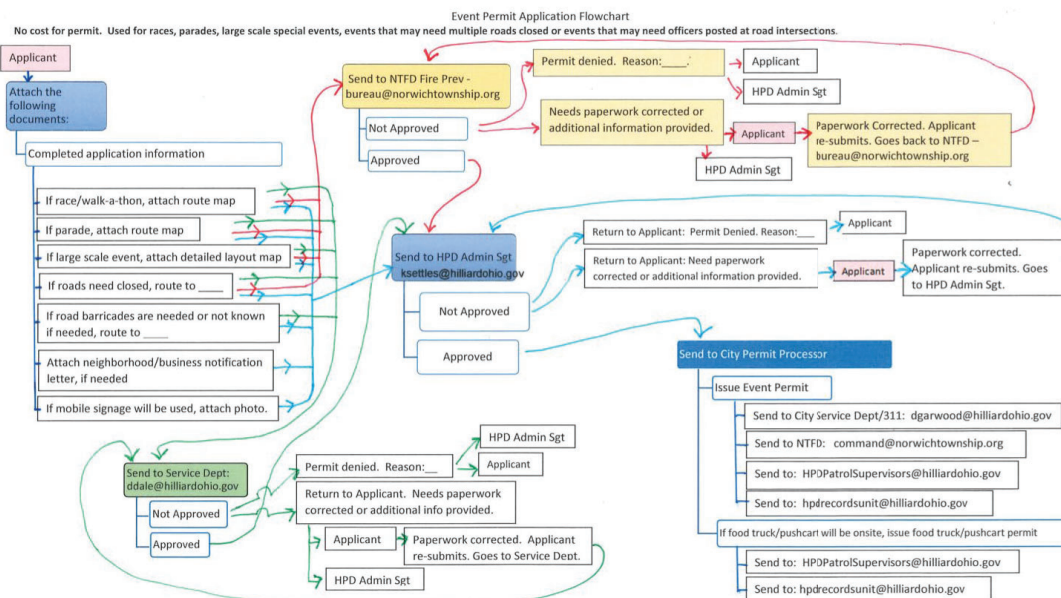 Event Permit Application Flowchart
No cost for permit. Used for races, parades, large scale special events, events that may need multiple roads closed or events that may need officers posted at road intersections.
Applicant
Attach the
following
documents:
Completed application information
If race/walk-a-thon, attach route map
If parade, attach route map
If large scale event, attach detailed layout map
If roads need closed, route to ____
If road barricades are needed or not known
if needed, route to ____
Attach neighborhood/business notification
letter, if needed
If mobile signage will be used, attach photo.
Send to NTFD Fire Prev -
bureau@norwichtownship.org
Not Approved
Approved
Permit denied. Reason:____.
Applicant
HPD Admin Sgt
Needs paperwork corrected or
additional information provided.
Applicant
HPD Admin Sgt
Paperwork Corrected. Applicant
re-submits. Goes back to NTFD –
bureau@norwichtownship.org
Send to HPD Admin Sgt
ksettles@hilliardohio.gov
Not Approved
Approved
Return to Applicant: Permit Denied. Reason:___
Applicant
Return to Applicant: Need paperwork
corrected or additional information provided.
Applicant
Paperwork corrected.
Applicant re-submits. Goes
to HPD Admin Sgt.
Send to City Permit Processor
Issue Event Permit
Send to City Service Dept/311: dgarwood@hilliardohio.gov
Send to NTFD: command@norwichtownship.org
Send to: HPDPatrolSupervisors@hilliardohio.gov
Send to: hpdrecordsunit@hilliardohio.gov
If food truck/pushcart will be onsite, issue food truck/pushcart permit
Send to: HPDPatrolSupervisors@hilliardohio.gov
Send to: hpdrecordsunit@hilliardohio.gov
Send to Service Dept:
ddale@hilliardohio.gov
Not Approved
Approved
Permit denied. Reason:__
HPD Admin Sgt
Applicant
Return to Applicant. Needs paperwork
corrected or additional info provided.
Applicant
Paperwork corrected. Applicant
re-submits. Goes to Service Dept.
HPD Admin Sgt